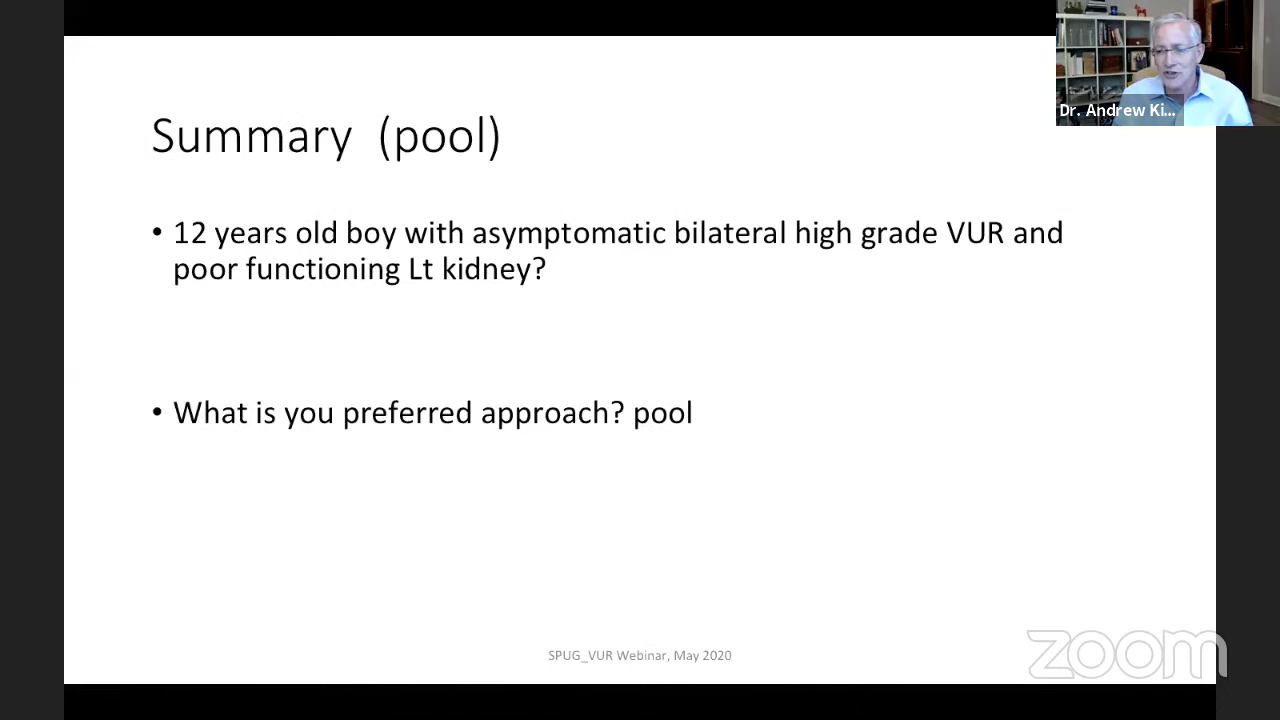 Dr. Andrew Ki...
Summary (pool)
• 12 years old boy with asymptomatic bilateral high grade VUR and
poor functioning Lt kidney?
• What is you preferred approach? pool
SPUG_VUR Webinar, May 2020
zoom